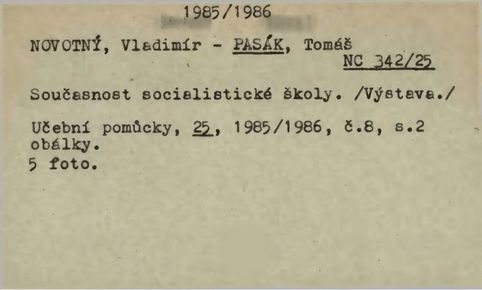 1985/1986
NOVOTNÝ, Vladimír - PASÁK, Tomáš
NC 342/25
Současnost socialistické školy. /Výstava./
Učební pomůcky, 25, 1985/1986, č.8, s.2
obálky.
5 foto.